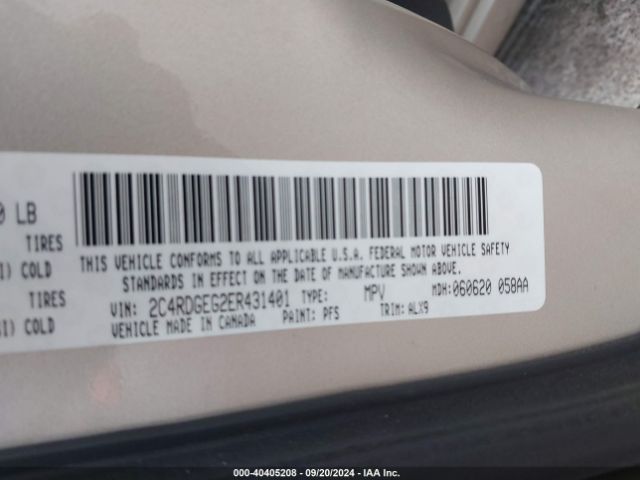 0 LB
TIRES
I) COLD
TIRES
SI) COLD
THIS VEHICLE CONFORMS TO ALL APPLICABLE U.S.A. FEDERAL MOTOR VEHICLE SAFETY
STANDARDS IN EFFECT ON THE DATE OF MANUFACTURE SHOWN ABOVE.
VIN: 2C4RDGEG2ER431401 TYPE: MPV MDH: 060620 058AA
VEHICLE MADE IN CANADA PAINT: PFS TRIM: ALX9
000-40405208 - 09/20/2024 - IAA Inc.